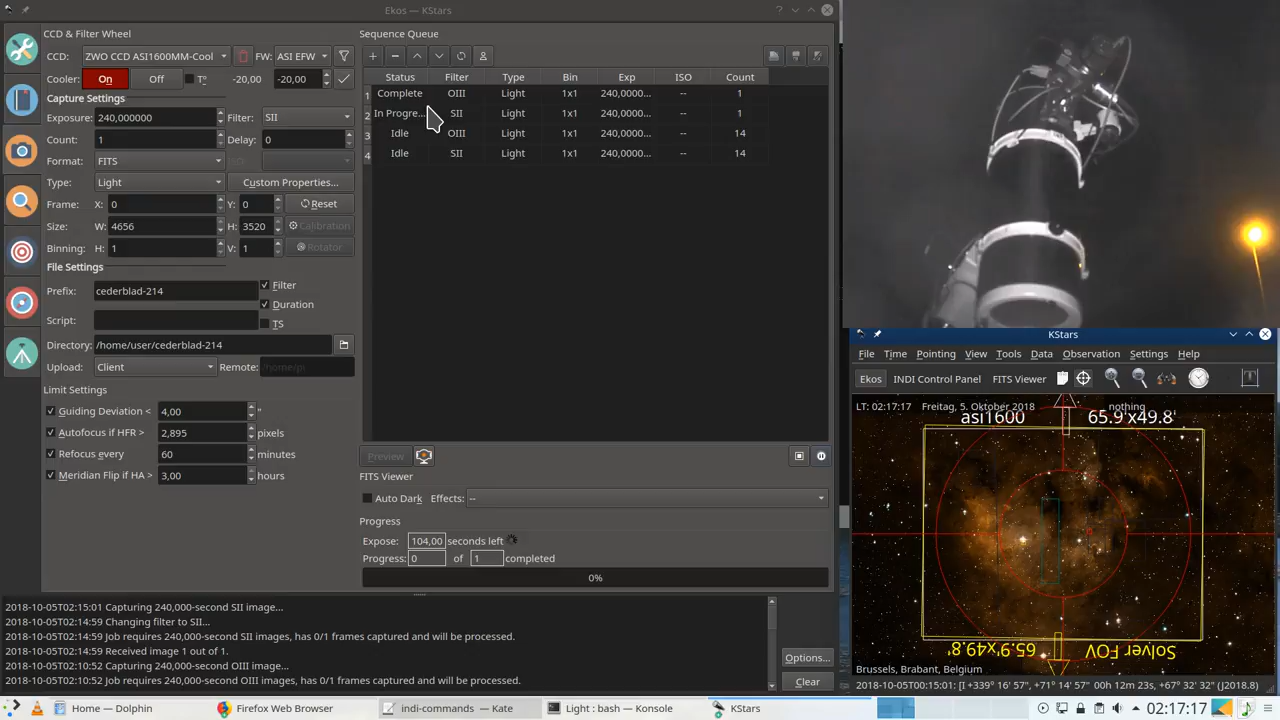 Ekos — KStars
CCD & Filter Wheel
CCD: ZWO CCD ASI1600MM-Cool FW: ASI EFW
Cooler: On Off Tº -20,00 -20,00
Capture Settings
Exposure: 240,000000 Filter: SII
Count: 1 Delay: 0
Format: FITS
Type: Light Custom Properties...
Frame: X: 0 Y: 0 Reset
Size: W: 4656 H: 3520 Calibration
Binning: H: 1 V: 1 Rotator
File Settings
Prefix: cederblad-214 Filter
Duration
Script: TS
Directory: /home/user/cederblad-214
Upload: Client Remote: /home/pi
Limit Settings
Guiding Deviation < 4,00 "
Autofocus if HFR > 2,895 pixels
Refocus every 60 minutes
Meridian Flip if HA > 3,00 hours
Sequence Queue
Status Filter Type Bin Exp ISO Count
1 Complete OIII Light 1x1 240,0000... -- 1
2 In Progre... SII Light 1x1 240,0000... -- 1
3 Idle OIII Light 1x1 240,0000... -- 14
4 Idle SII Light 1x1 240,0000... -- 14
Preview
FITS Viewer
Auto Dark Effects: --
Progress
Expose: 104,00 seconds left
Progress: 0 of 1 completed
0%
2018-10-05T02:15:01 Capturing 240,000-second SII image...
2018-10-05T02:14:59 Changing filter to SII...
2018-10-05T02:14:59 Job requires 240,000-second SII images, has 0/1 frames captured and will be processed.
2018-10-05T02:14:59 Received image 1 out of 1.
2018-10-05T02:10:52 Capturing 240,000-second OIII image...
2018-10-05T02:10:52 Job requires 240,000-second OIII images, has 0/1 frames captured and will be processed.
Options...
Clear
KStars
File Time Pointing View Tools Data Observation Settings Help
Ekos INDI Control Panel FITS Viewer
LT: 02:17:17 Freitag, 5. Oktober 2018 nothing
asi1600 65.9'x49.8'
65.9'x49.8' Solver FOV
Brussels, Brabant, Belgium
2018-10-05T00:15:01: [I +339° 16' 57", +71° 14' 57" 00h 12m 23s, +67° 32' 32" (J2018.8)
Home — Dolphin
Firefox Web Browser
indi-commands — Kate
Light : bash — Konsole
KStars
02:17:17